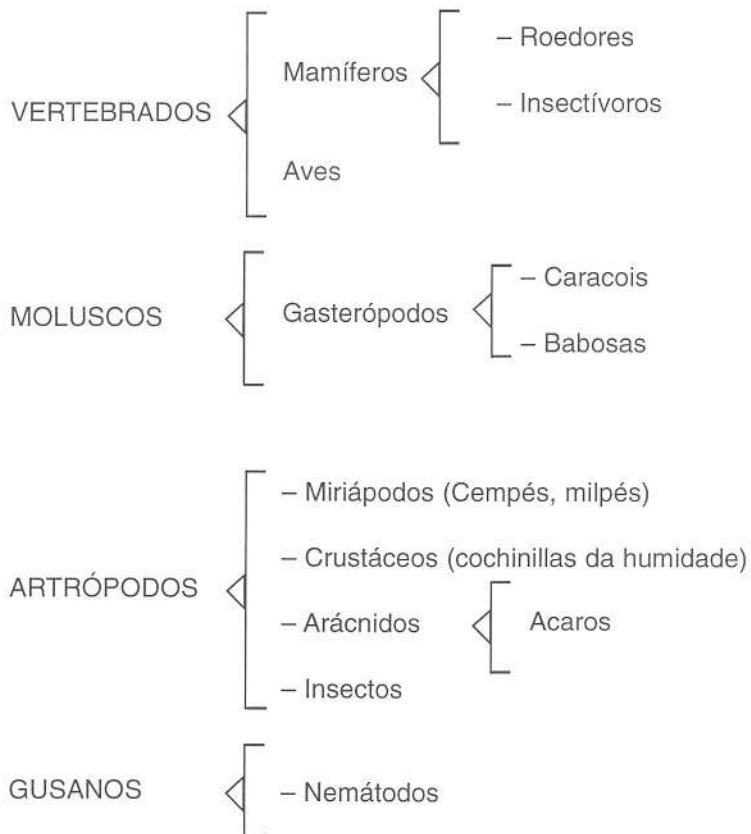 – Roedores
Mamíferos
– Insectívoros
VERTEBRADOS
Aves
– Caracois
MOLUSCOS
Gasterópodos
– Babosas
– Miriápodos (Cempés, milpés)
– Crustáceos (cochinillas da humidade)
ARTRÓPODOS
– Arácnidos
Acaros
– Insectos
GUSANOS
– Nemátodos